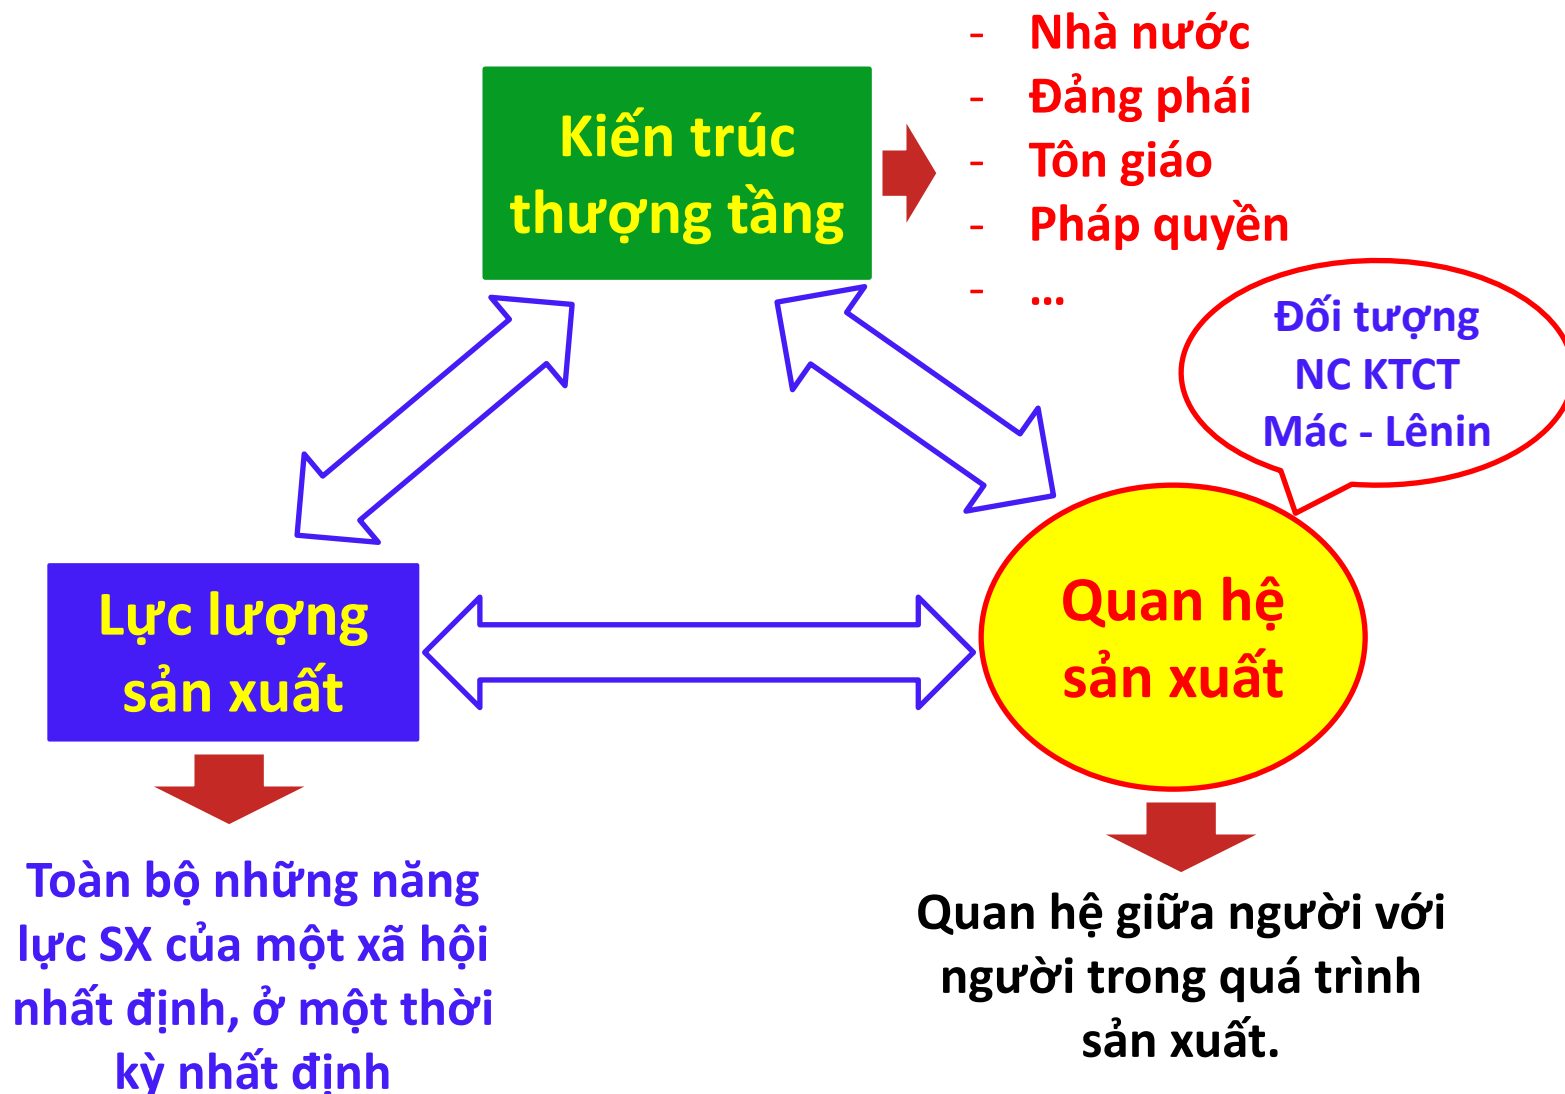 Kiến trúc
thượng tầng
- Nhà nước
- Đảng phái
- Tôn giáo
- Pháp quyền
- ...
Đối tượng
NC KTCT
Mác - Lênin
Lực lượng
sản xuất
Quan hệ
sản xuất
Toàn bộ những năng
lực SX của một xã hội
nhất định, ở một thời
kỳ nhất định
Quan hệ giữa người với
người trong quá trình
sản xuất.